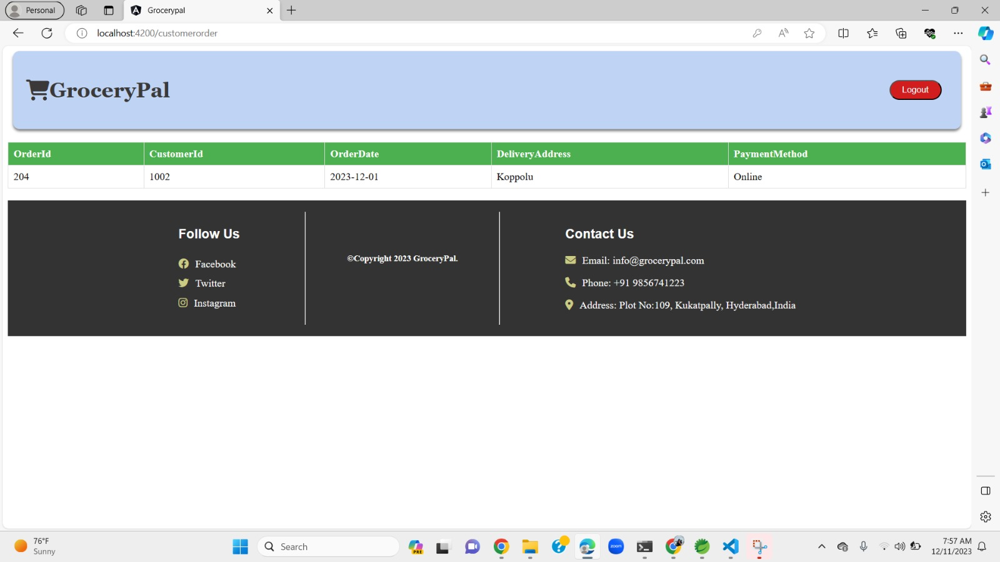 Personal
Grocerypal
localhost:4200/customerorder
GroceryPal
Logout
OrderId CustomerId OrderDate DeliveryAddress PaymentMethod
204 1002 2023-12-01 Koppolu Online
Follow Us
Facebook
Twitter
Instagram
©Copyright 2023 GroceryPal.
Contact Us
Email: info@grocerypal.com
Phone: +91 9856741223
Address: Plot No:109, Kukatpally, Hyderabad,India
76°F
Sunny
Search
PRE
zoom
7:57 AM
12/11/2023